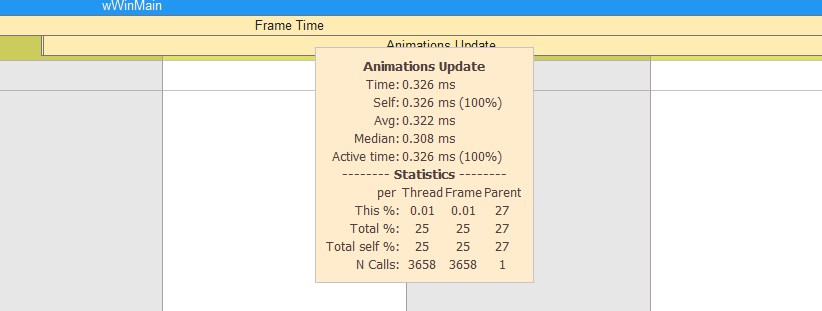 wWinMain
Frame Time
Animations Update
Animations Update
Time: 0.326 ms
Self: 0.326 ms (100%)
Avg: 0.322 ms
Median: 0.308 ms
Active time: 0.326 ms (100%)
-------- Statistics --------
per Thread Frame Parent
This %: 0.01 0.01 27
Total %: 25 25 27
Total self %: 25 25 27
N Calls: 3658 3658 1